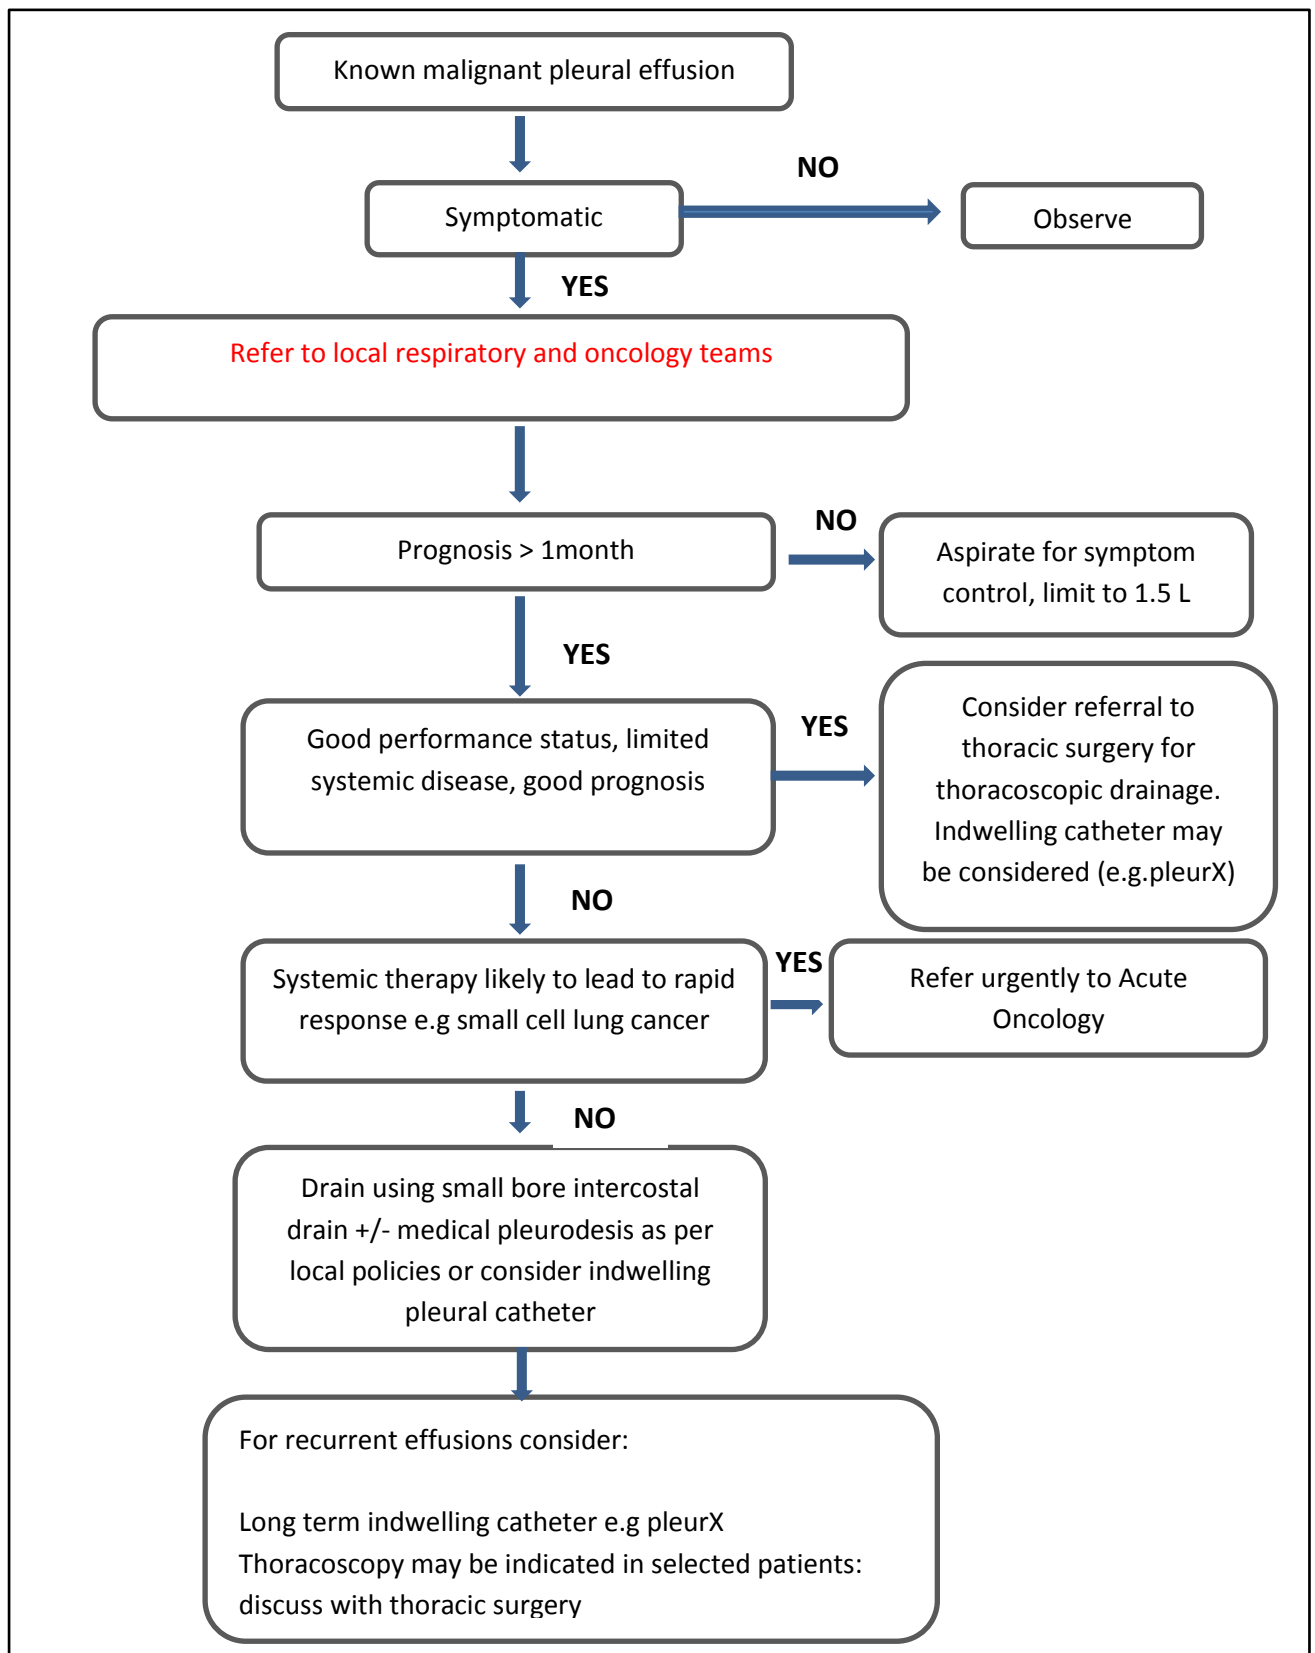 Known malignant pleural effusion
NO
Symptomatic
Observe
YES
Refer to local respiratory and oncology teams
NO
Prognosis > 1month
Aspirate for symptom
control, limit to 1.5 L
YES
Good performance status, limited
systemic disease, good prognosis
YES
Consider referral to
thoracic surgery for
thoracoscopic drainage.
Indwelling catheter may
be considered (e.g.pleurX)
NO
Systemic therapy likely to lead to rapid
response e.g small cell lung cancer
YES
Refer urgently to Acute
Oncology
NO
Drain using small bore intercostal
drain +/- medical pleurodesis as per
local policies or consider indwelling
pleural catheter
For recurrent effusions consider:
Long term indwelling catheter e.g pleurX
Thoracoscopy may be indicated in selected patients:
discuss with thoracic surgery